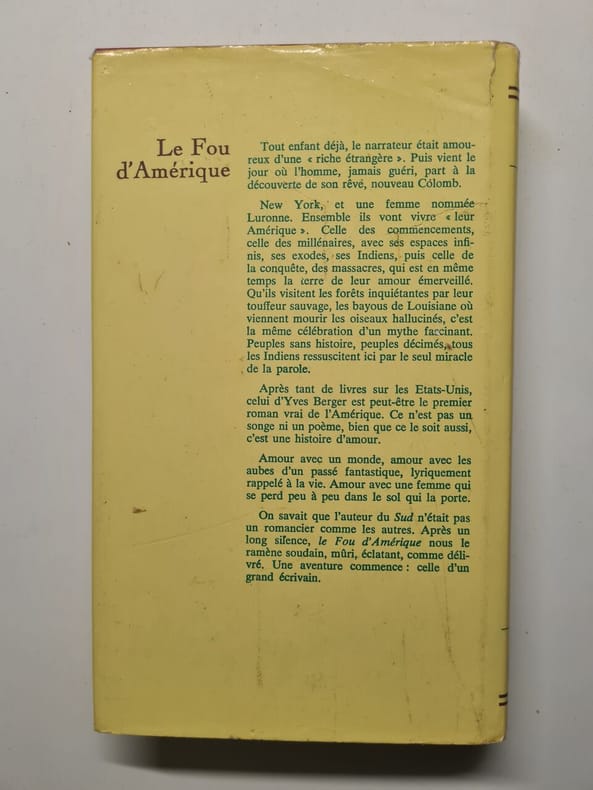 Le Fou
d'Amérique
Tout enfant déjà, le narrateur était amou-
reux d'une « riche étrangère ». Puis vient le
jour où l'homme, jamais guéri, part à la
découverte de son rêve, nouveau Colomb.
New York, et une femme nommée
Luronne. Ensemble ils vont vivre « leur
Amérique ». Celle des commencements,
celle des millénaires, avec ses espaces infi-
nis, ses exodes, ses Indiens, puis celle de
la conquête, des massacres, qui est en même
temps la terre de leur amour émerveillé.
Qu'ils visitent les forêts inquiétantes par leur
touffeur sauvage, les bayous de Louisiane où
viennent mourir les oiseaux hallucinés, c'est
la même célébration d'un mythe fascinant.
Peuples sans histoire, peuples décimés, tous
les Indiens ressuscitent ici par le seul miracle
de la parole.
Après tant de livres sur les Etats-Unis,
celui d'Yves Berger est peut-être le premier
roman vrai de l'Amérique. Ce n'est pas un
songe ni un poème, bien que ce le soit aussi,
c'est une histoire d'amour.
Amour avec un monde, amour avec les
aubes d'un passé fantastique, lyriquement
rappelé à la vie. Amour avec une femme qui
se perd peu à peu dans le sol qui la porte.
On savait que l'auteur du Sud n'était pas
un romancier comme les autres. Après un
long silence, le Fou d'Amérique nous le
ramène soudain, mûri, éclatant, comme déli-
vré. Une aventure commence : celle d'un
grand écrivain.